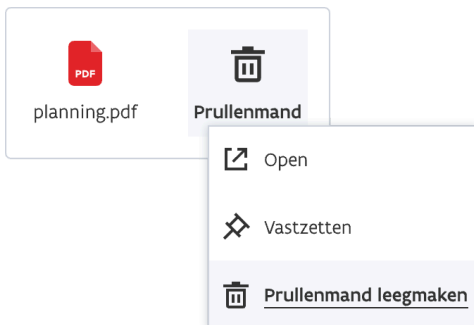 PDF
planning.pdf
Prullenmand
Open
Vastzetten
Prullenmand leegmaken